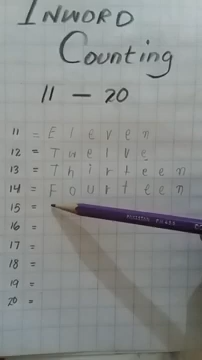 INWORD
Counting
11 - 20
11 = Eleven
12 = Twelve
13 = Thirteen
14 = Fourteen
15 =
16 =
17 =
18 =
19 =
20 =